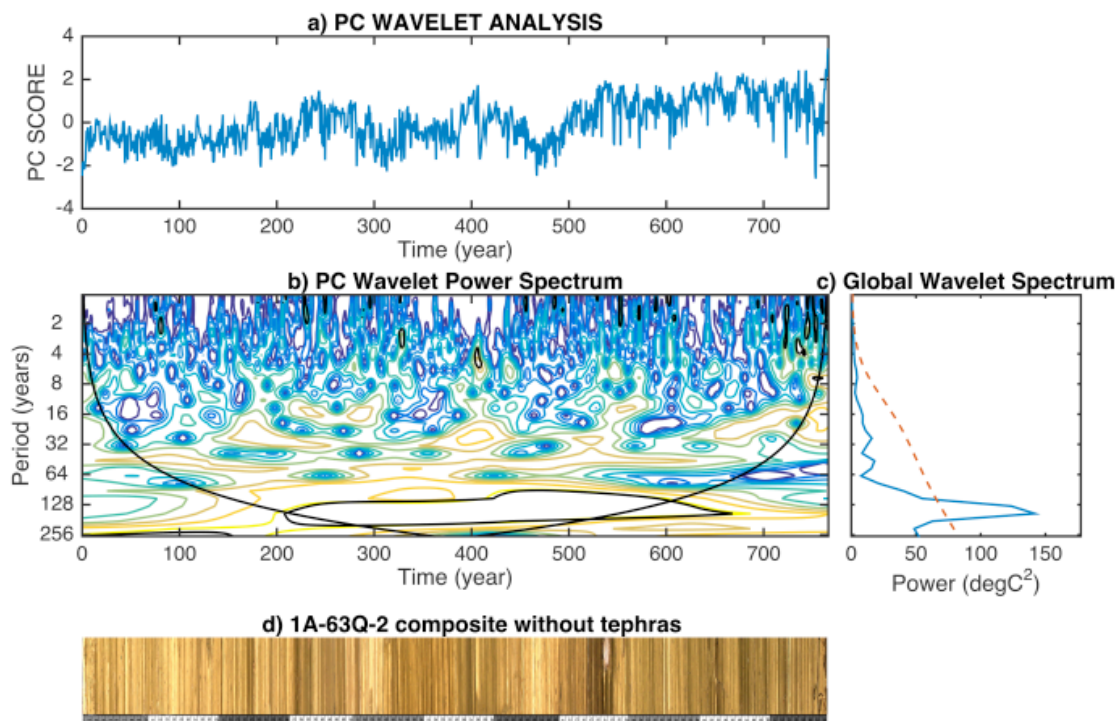 a) PC WAVELET ANALYSIS
4
2
0
-2
-4
PC SCORE
0 100 200 300 400 500 600 700
Time (year)
b) PC Wavelet Power Spectrum
2
4
8
16
32
64
128
256
Period (years)
0 100 200 300 400 500 600 700
Time (year)
c) Global Wavelet Spectrum
0 50 100 150
Power (degC²)
d) 1A-63Q-2 composite without tephras